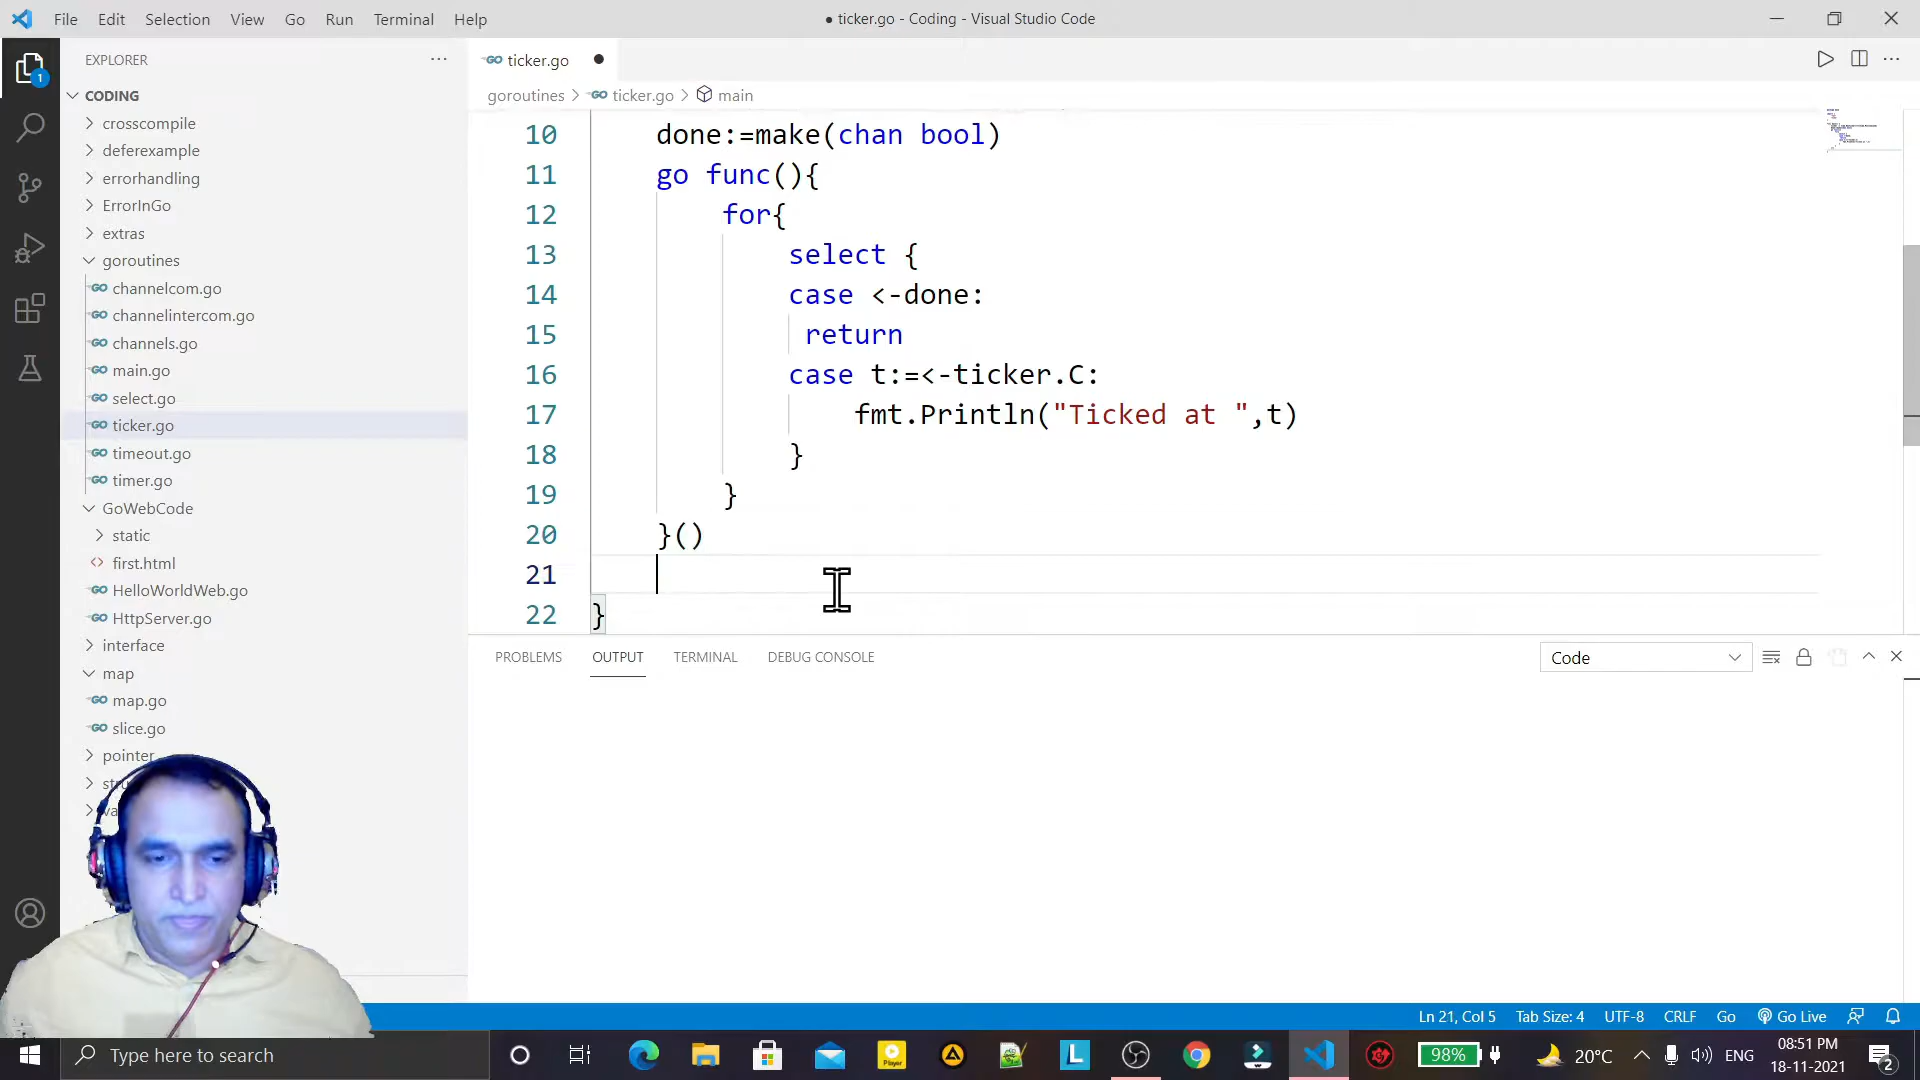 File Edit Selection View Go Run Terminal Help
● ticker.go - Coding - Visual Studio Code
EXPLORER
1
CODING
crosscompile
deferexample
errorhandling
ErrorInGo
extras
goroutines
channelcom.go
channelintercom.go
channels.go
main.go
select.go
ticker.go
timeout.go
timer.go
GoWebCode
static
first.html
HelloWorldWeb.go
HttpServer.go
interface
map
map.go
slice.go
pointer
ticker.go
goroutines > ticker.go > main
10 done:=make(chan bool)
11 go func(){
12 for{
13 select {
14 case <-done:
15 return
16 case t:=<-ticker.C:
17 fmt.Println("Ticked at ",t)
18 }
19 }
20 }()
21
22 }
PROBLEMS OUTPUT TERMINAL DEBUG CONSOLE
Code
Ln 21, Col 5 Tab Size: 4 UTF-8 CRLF Go Go Live
Type here to search
Player
L
98%
20°C
ENG
08:51 PM
18-11-2021
2